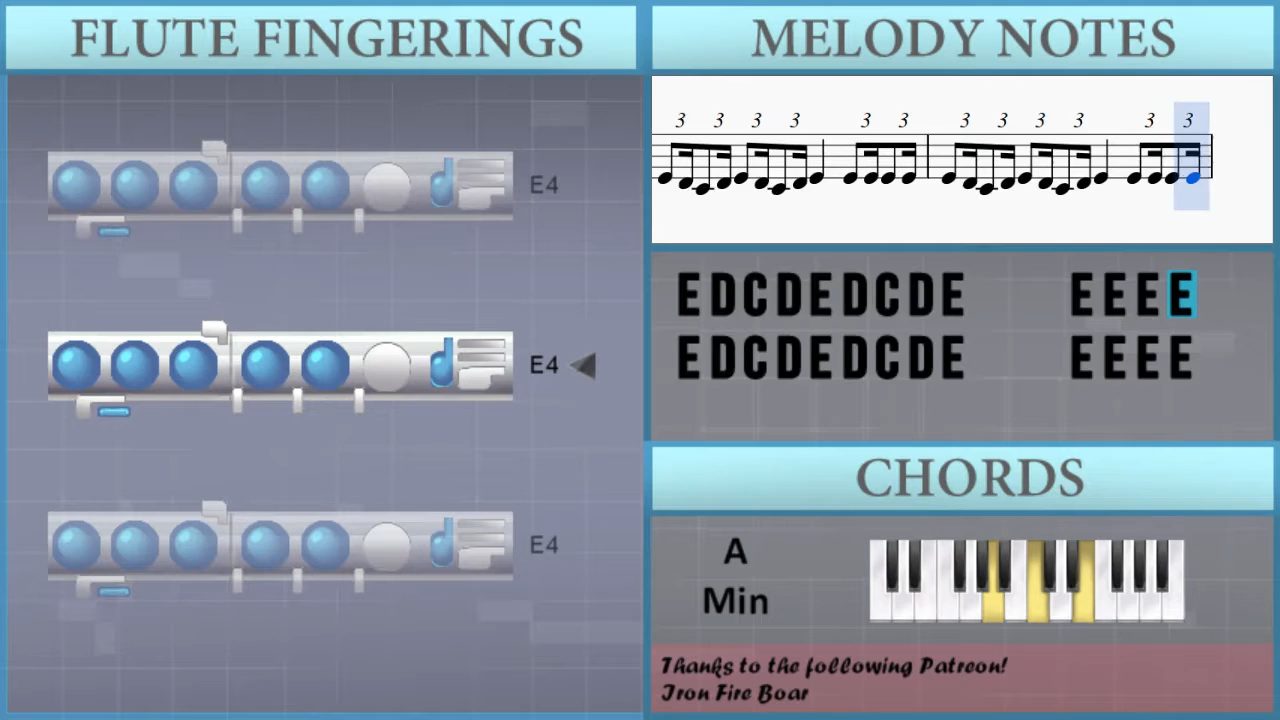 FLUTE FINGERINGS
E4
E4
E4
MELODY NOTES
3 3 3 3 3 3 3 3 3 3 3 3
EDCDEDCDE EEEE
EDCDEDCDE EEEE
CHORDS
A
Min
Thanks to the following Patreon!
Iron Fire Boar